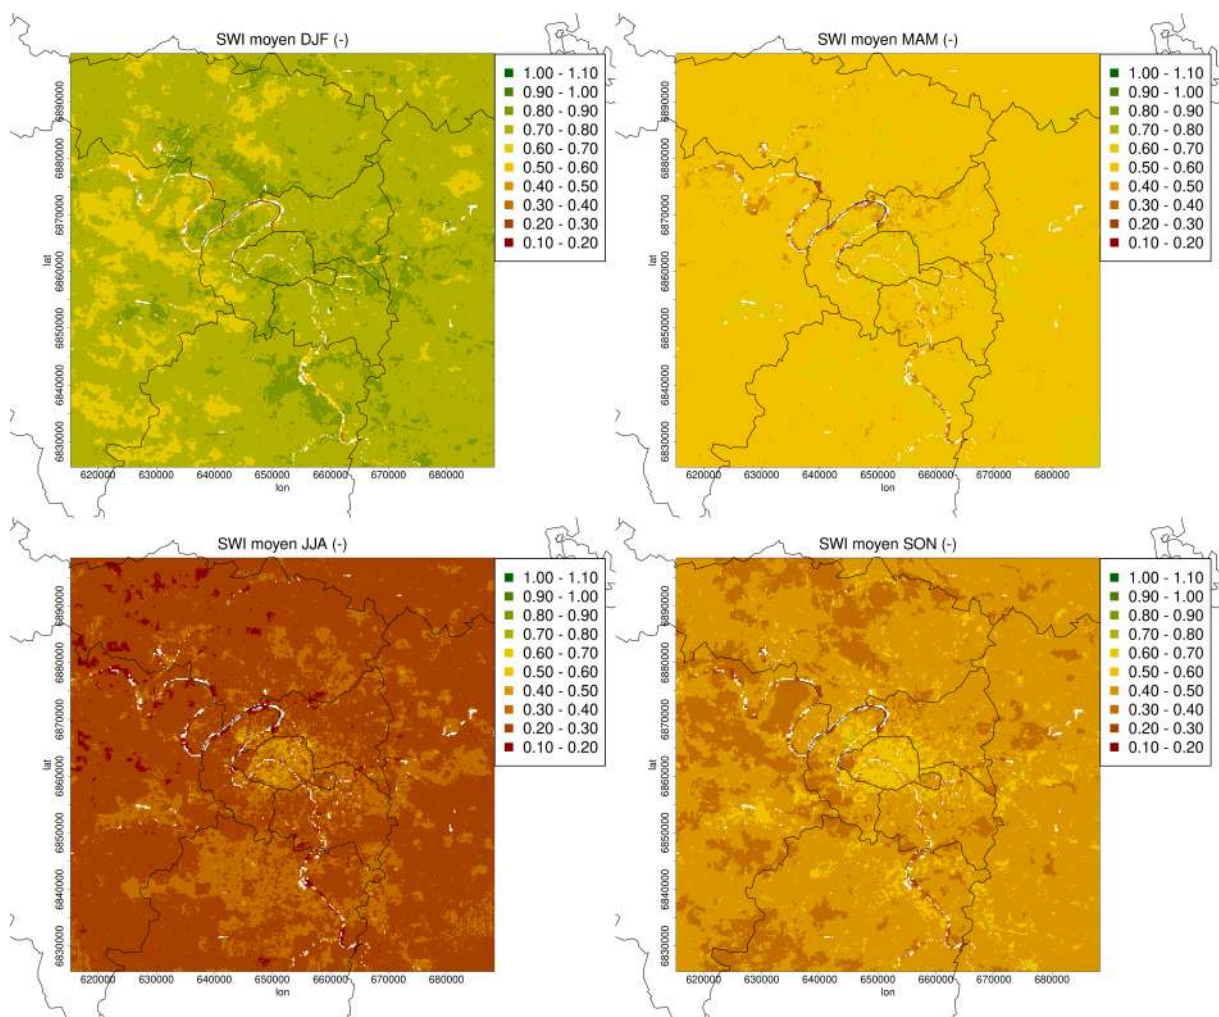 SWI moyen DJF (-)
1.00 - 1.10
0.90 - 1.00
0.80 - 0.90
0.70 - 0.80
0.60 - 0.70
0.50 - 0.60
0.40 - 0.50
0.30 - 0.40
0.20 - 0.30
0.10 - 0.20
lat
6890000
6880000
6870000
6860000
6850000
6840000
6830000
620000 630000 640000 650000 660000 670000 680000
lon
SWI moyen MAM (-)
1.00 - 1.10
0.90 - 1.00
0.80 - 0.90
0.70 - 0.80
0.60 - 0.70
0.50 - 0.60
0.40 - 0.50
0.30 - 0.40
0.20 - 0.30
0.10 - 0.20
lat
6890000
6880000
6870000
6860000
6850000
6840000
6830000
620000 630000 640000 650000 660000 670000 680000
lon
SWI moyen JJA (-)
1.00 - 1.10
0.90 - 1.00
0.80 - 0.90
0.70 - 0.80
0.60 - 0.70
0.50 - 0.60
0.40 - 0.50
0.30 - 0.40
0.20 - 0.30
0.10 - 0.20
lat
6890000
6880000
6870000
6860000
6850000
6840000
6830000
620000 630000 640000 650000 660000 670000 680000
lon
SWI moyen SON (-)
1.00 - 1.10
0.90 - 1.00
0.80 - 0.90
0.70 - 0.80
0.60 - 0.70
0.50 - 0.60
0.40 - 0.50
0.30 - 0.40
0.20 - 0.30
0.10 - 0.20
lat
6890000
6880000
6870000
6860000
6850000
6840000
6830000
620000 630000 640000 650000 660000 670000 680000
lon